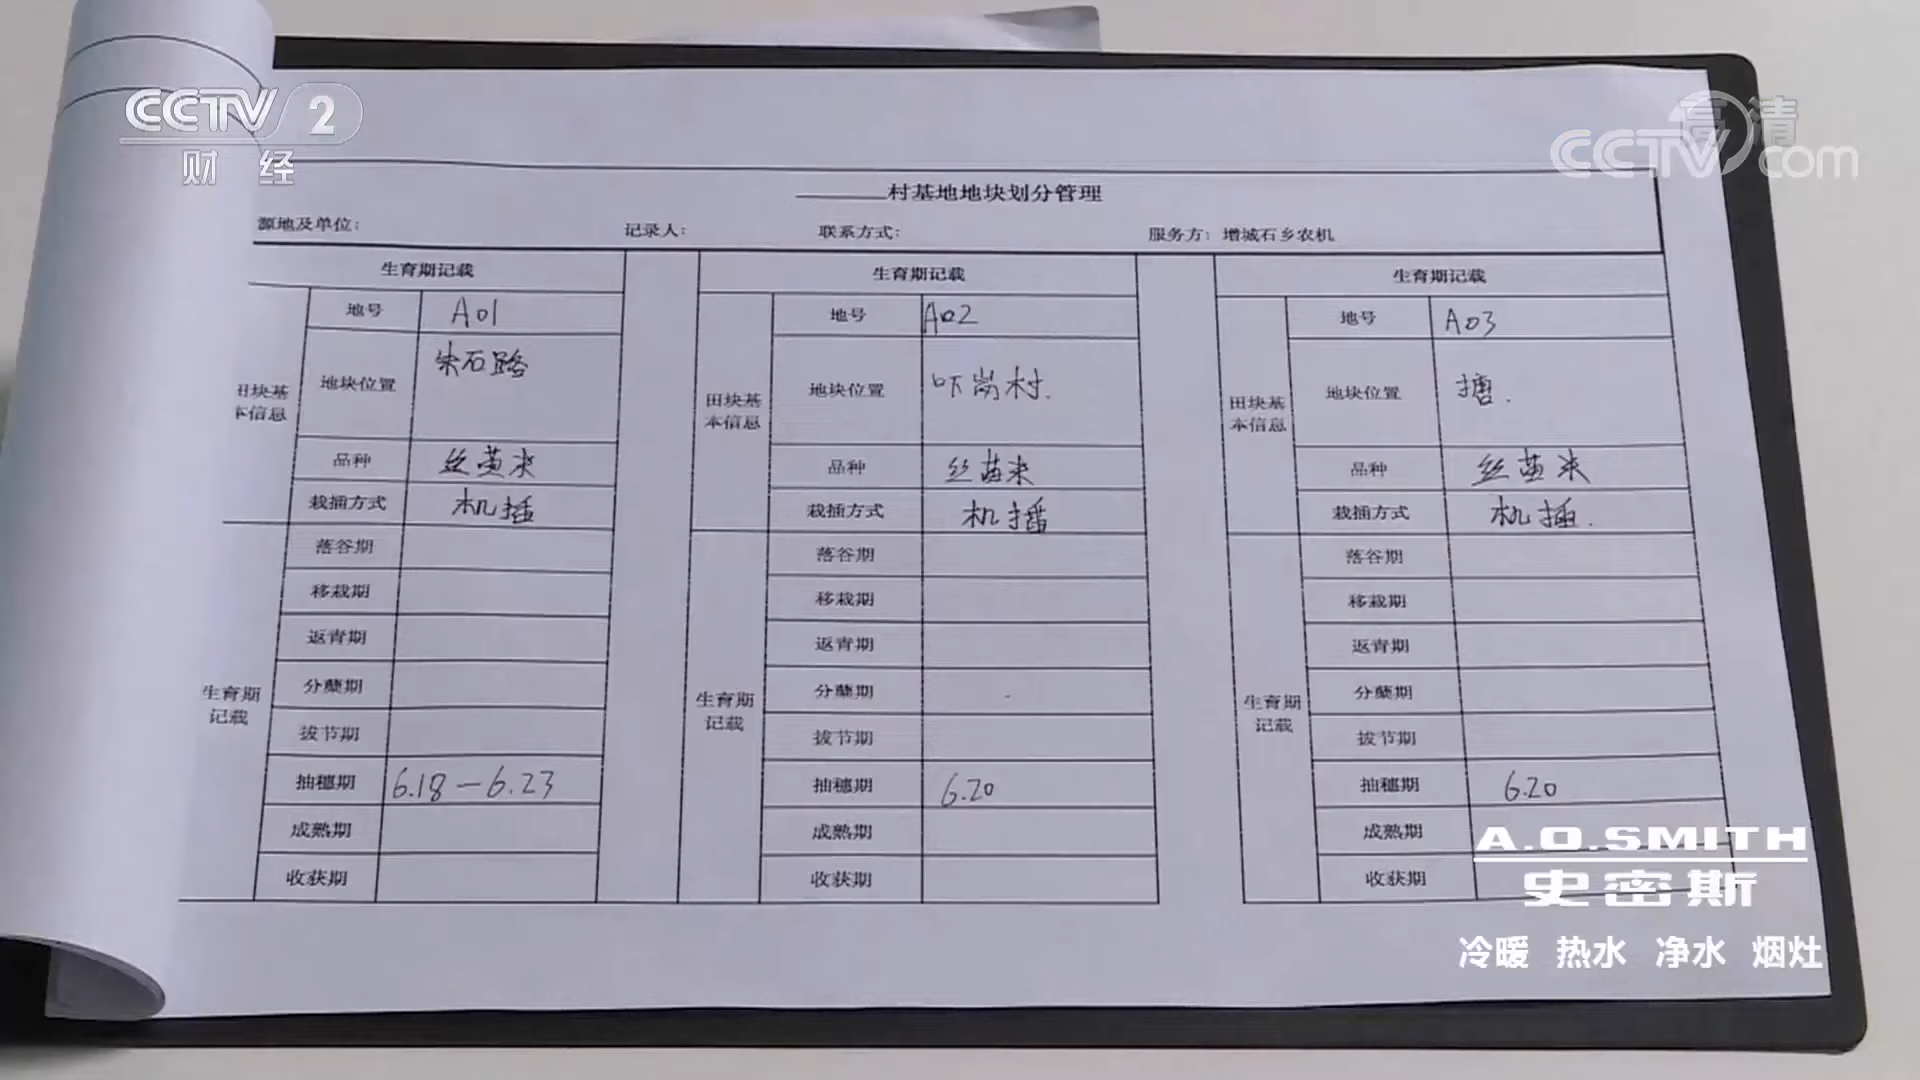 CCTV 2
财经
高清
CCTV com
______村基地地块划分管理
源地及单位: 记录人: 联系方式: 服务方: 增城石乡农机
生育期记载 生育期记载 生育期记载
田块基本信息 地号 A01 田块基本信息 地号 A02 田块基本信息 地号 A03
地块位置 朱石路 地块位置 吓岗村. 地块位置 搪.
品种 丝苗米 品种 丝苗米 品种 丝苗米
栽插方式 机插 栽插方式 机插 栽插方式 机插.
生育期记载 落谷期 生育期记载 落谷期 生育期记载 落谷期
移栽期 移栽期 移栽期
返青期 返青期 返青期
分蘖期 分蘖期 分蘖期
拔节期 拔节期 拔节期
抽穗期 6.18—6.23 抽穗期 6.20 抽穗期 6.20
成熟期 成熟期 成熟期
收获期 收获期 收获期
A.O.SMITH
史密斯
冷暖 热水 净水 烟灶